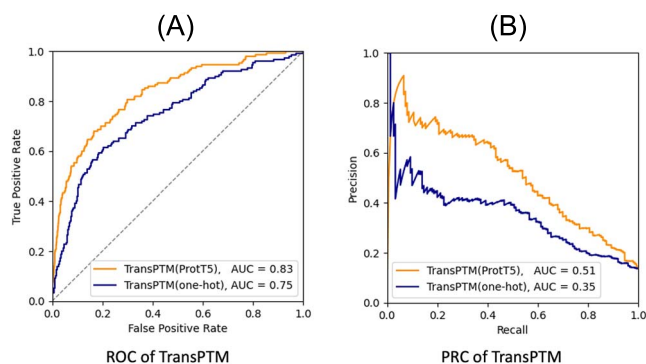 (A)
1.0
0.8
0.6
0.4
0.2
0.0
True Positive Rate
TransPTM(ProtT5), AUC = 0.83
TransPTM(one-hot), AUC = 0.75
0.0 0.2 0.4 0.6 0.8 1.0
False Positive Rate
ROC of TransPTM
(B)
1.0
0.8
0.6
0.4
0.2
0.0
Precision
TransPTM(ProtT5), AUC = 0.51
TransPTM(one-hot), AUC = 0.35
0.0 0.2 0.4 0.6 0.8 1.0
Recall
PRC of TransPTM